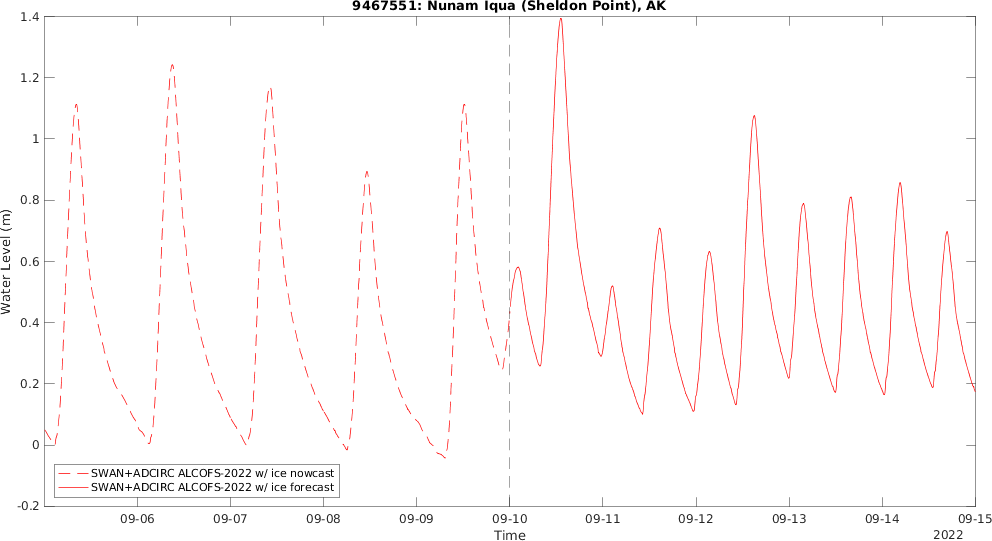 9467551: Nunam Iqua (Sheldon Point), AK
Water Level (m)
1.4
1.2
1
0.8
0.6
0.4
0.2
0
-0.2
SWAN+ADCIRC ALCOFS-2022 w/ ice nowcast
SWAN+ADCIRC ALCOFS-2022 w/ ice forecast
09-06 09-07 09-08 09-09 09-10 09-11 09-12 09-13 09-14 09-15
Time
2022